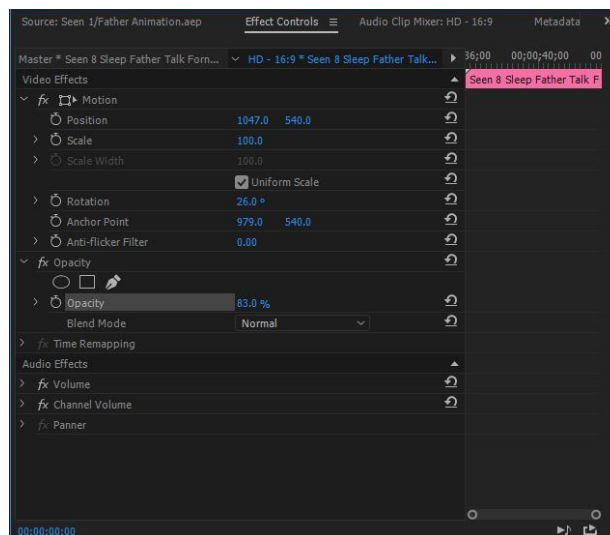 Source: Seen 1/Father Animation.aep Effect Controls Audio Clip Mixer: HD - 16:9 Metadata
Master * Seen 8 Sleep Father Talk Forn... HD - 16:9 * Seen 8 Sleep Father Talk... 36;00 00;00;40;00 00
Video Effects Seen 8 Sleep Father Talk F
fx Motion
Position 1047.0 540.0
Scale 100.0
Scale Width 100.0
Uniform Scale
Rotation 26.0 °
Anchor Point 979.0 540.0
Anti-flicker Filter 0.00
fx Opacity
Opacity 83.0 %
Blend Mode Normal
fx Time Remapping
Audio Effects
fx Volume
fx Channel Volume
fx Panner
00:00:00:00